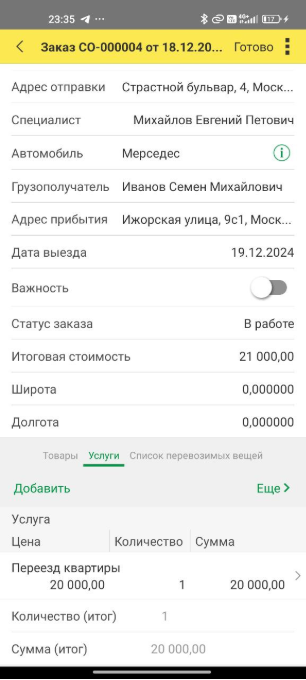 23:35
Заказ СО-000004 от 18.12.20... Готово
Адрес отправки Страстной бульвар, 4, Моск...
Специалист Михайлов Евгений Петович
Автомобиль Мерседес
Грузополучатель Иванов Семен Михайлович
Адрес прибытия Ижорская улица, 9с1, Моск...
Дата выезда 19.12.2024
Важность
Статус заказа В работе
Итоговая стоимость 21 000,00
Широта 0,000000
Долгота 0,000000
Товары Услуги Список перевозимых вещей
Добавить Еще
Услуга
Цена Количество Сумма
Переезд квартиры
20 000,00 1 20 000,00
Количество (итог) 1
Сумма (итог) 20 000,00